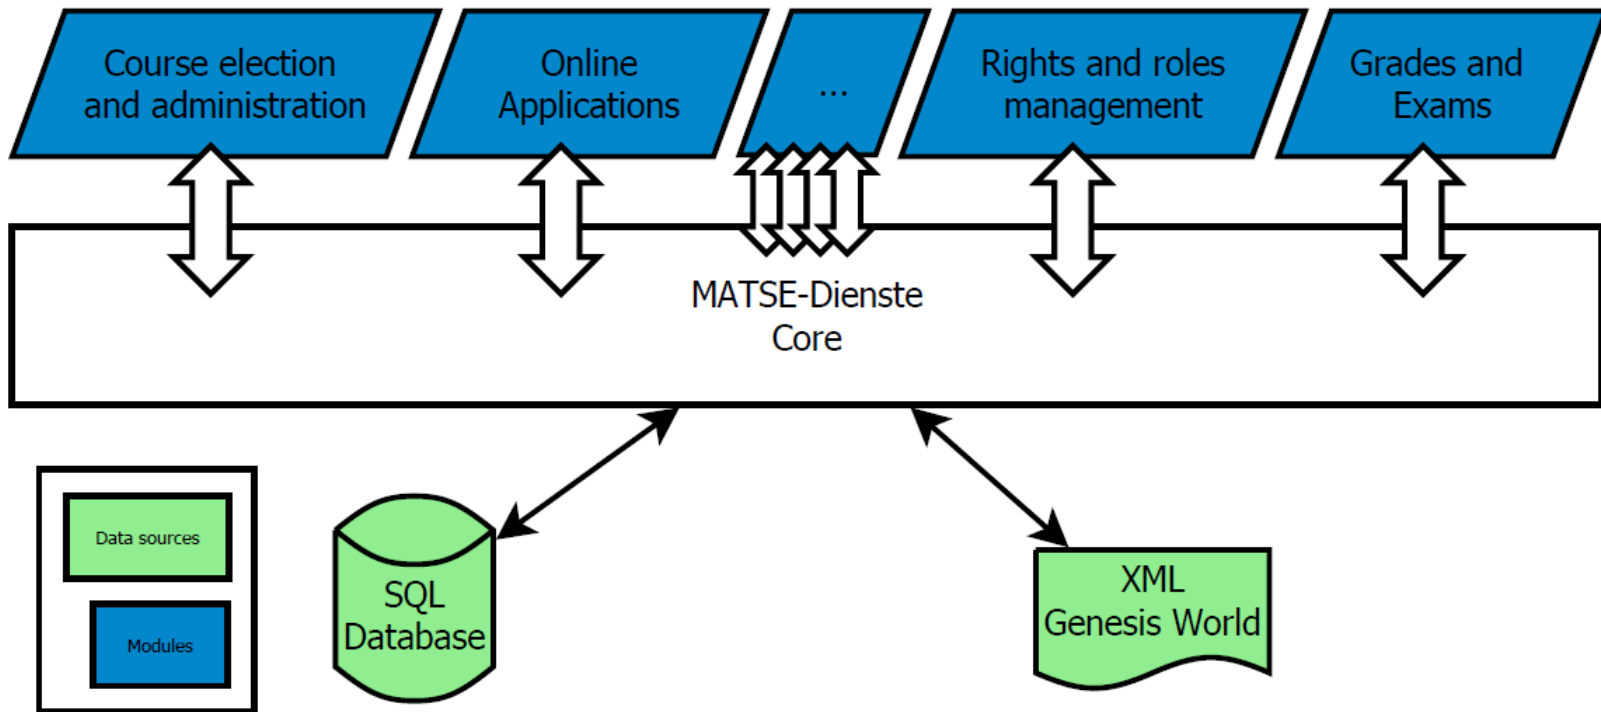 Course election
and administration
Online
Applications
...
Rights and roles
management
Grades and
Exams
MATSE-Dienste
Core
Data sources
Modules
SQL
Database
XML
Genesis World